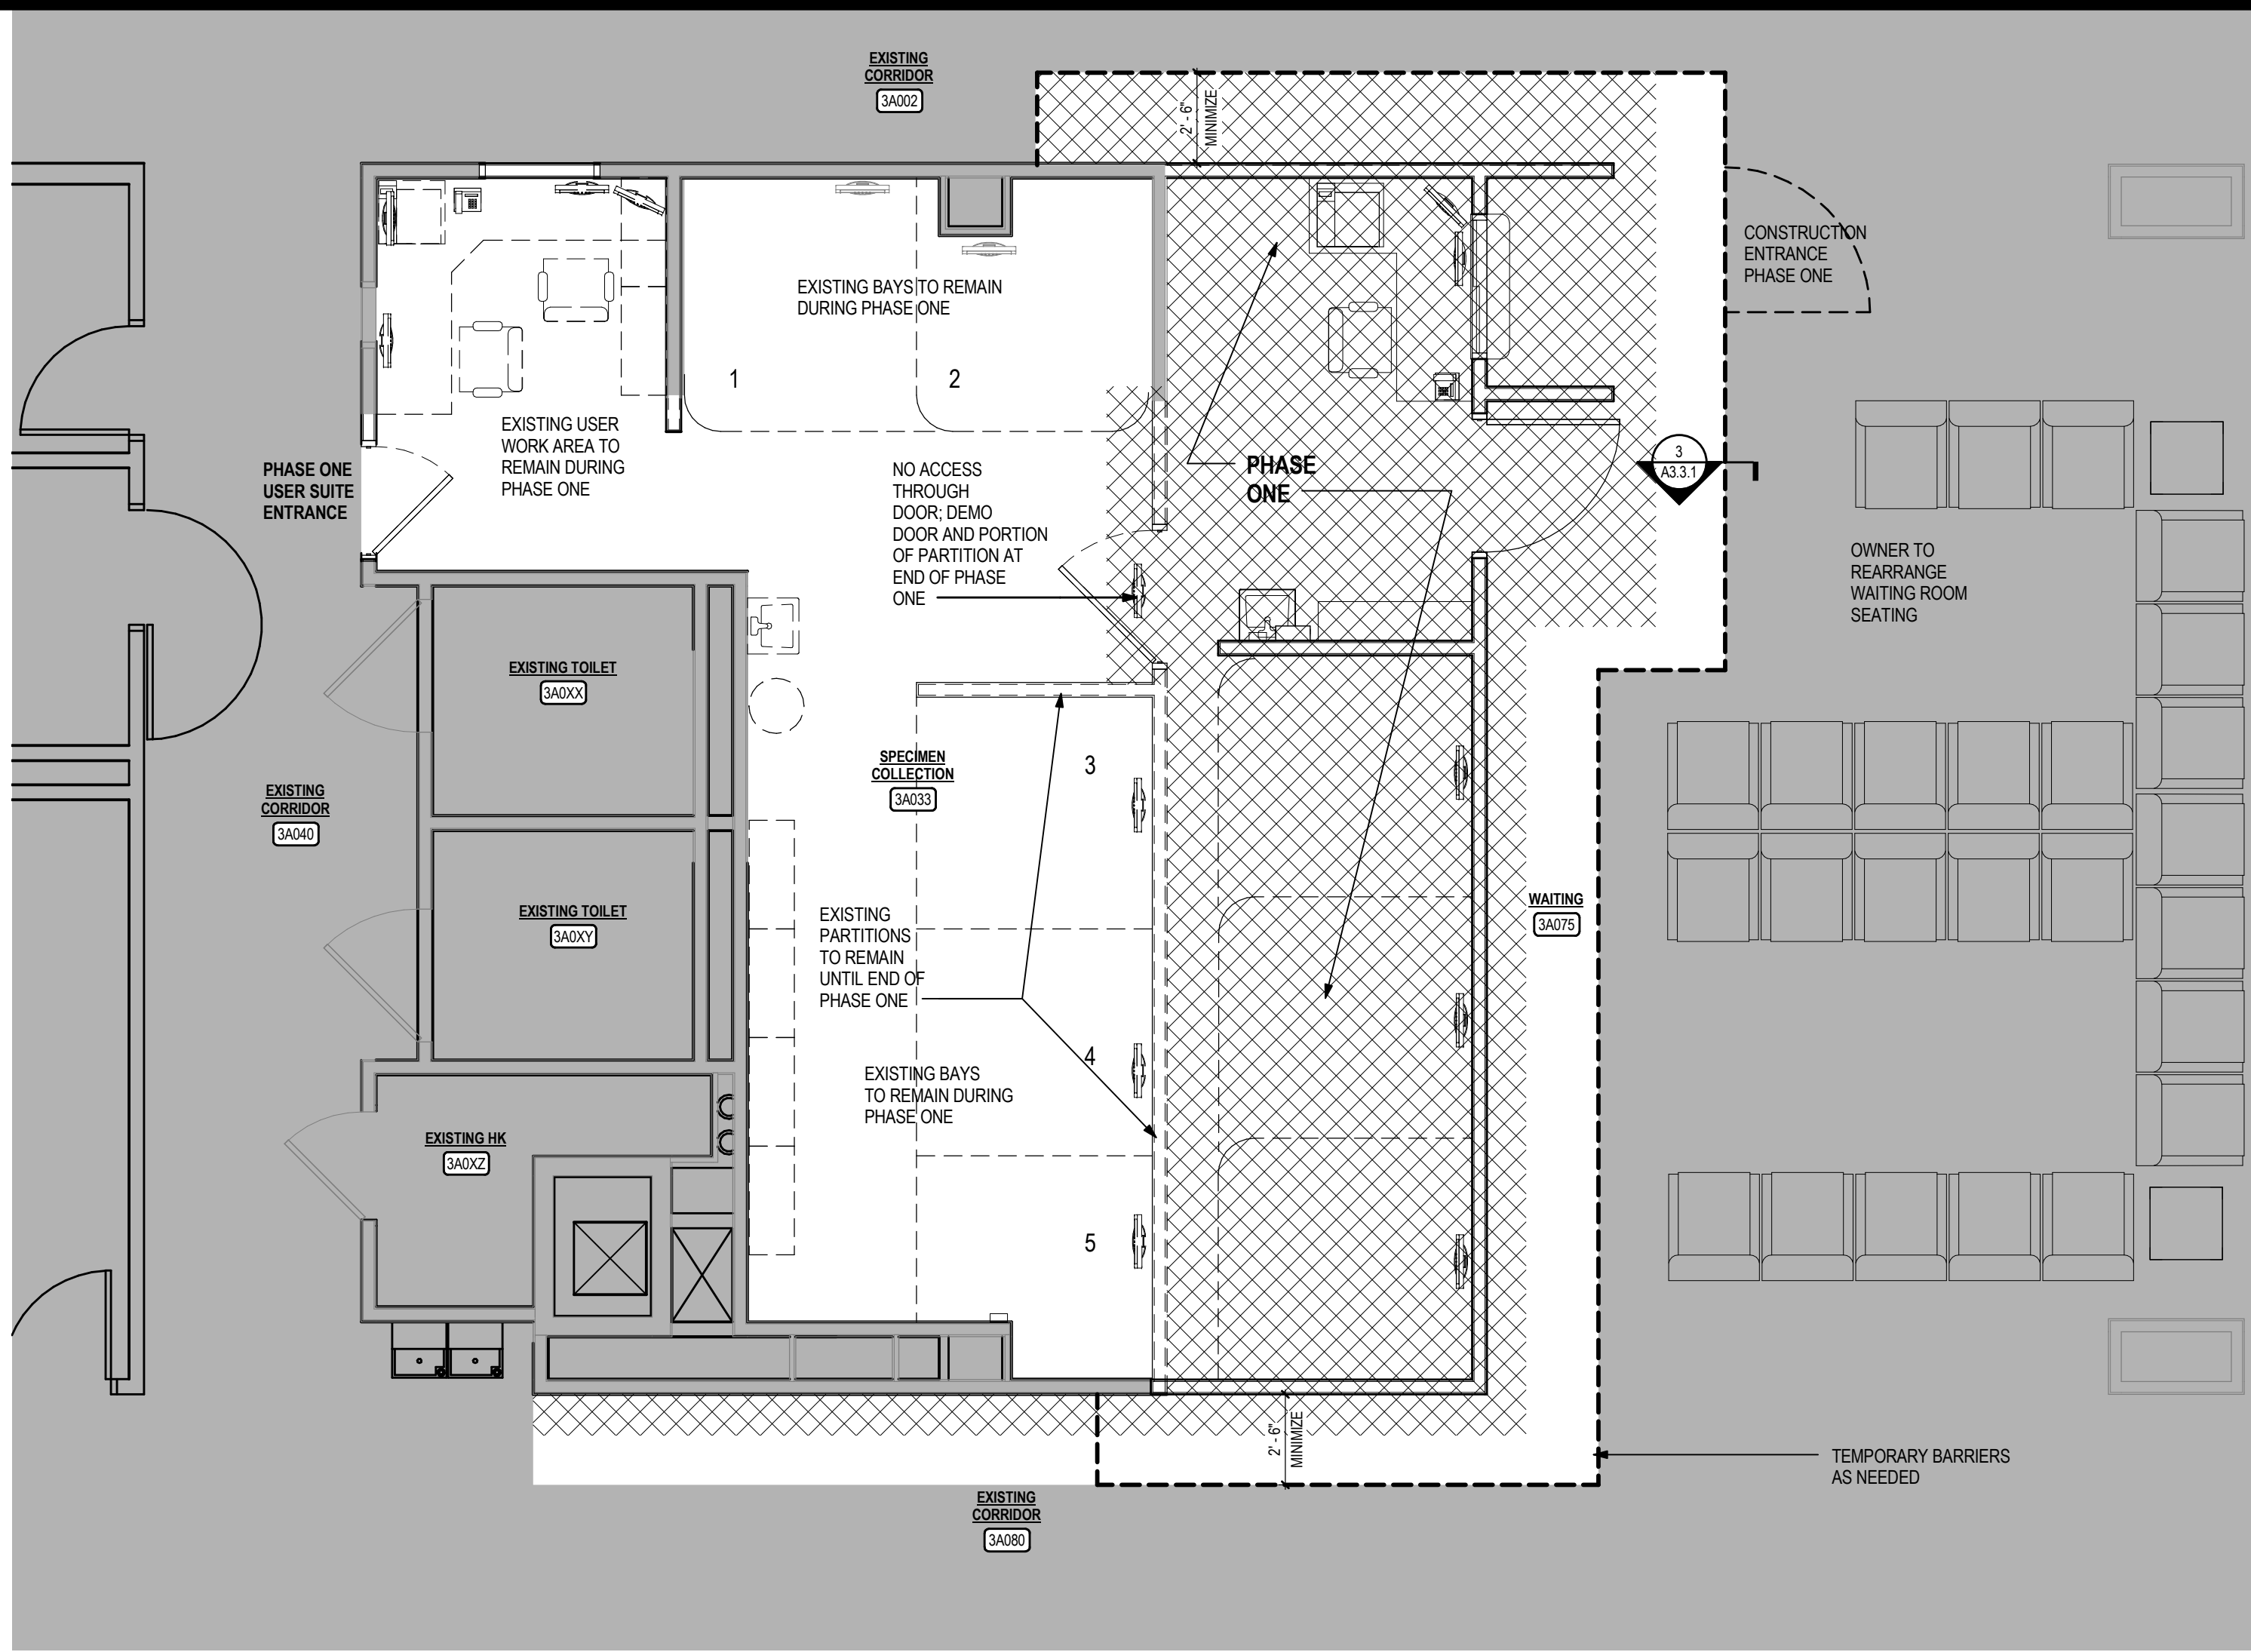 EXISTING
CORRIDOR
3A002
2' - 6"
MINIMIZE
CONSTRUCTION
ENTRANCE
PHASE ONE
EXISTING BAYS TO REMAIN
DURING PHASE ONE
1
2
EXISTING USER
WORK AREA TO
REMAIN DURING
PHASE ONE
PHASE ONE
USER SUITE
ENTRANCE
NO ACCESS
THROUGH
DOOR; DEMO
DOOR AND PORTION
OF PARTITION AT
END OF PHASE
ONE
PHASE
ONE
3
A3.3.1
OWNER TO
REARRANGE
WAITING ROOM
SEATING
EXISTING TOILET
3A0XX
SPECIMEN
COLLECTION
3A033
3
EXISTING
CORRIDOR
3A040
EXISTING TOILET
3A0XY
EXISTING
PARTITIONS
TO REMAIN
UNTIL END OF
PHASE ONE
WAITING
3A075
4
EXISTING BAYS
TO REMAIN DURING
PHASE ONE
EXISTING HK
3A0XZ
5
2' - 6"
MINIMIZE
TEMPORARY BARRIERS
AS NEEDED
EXISTING
CORRIDOR
3A080